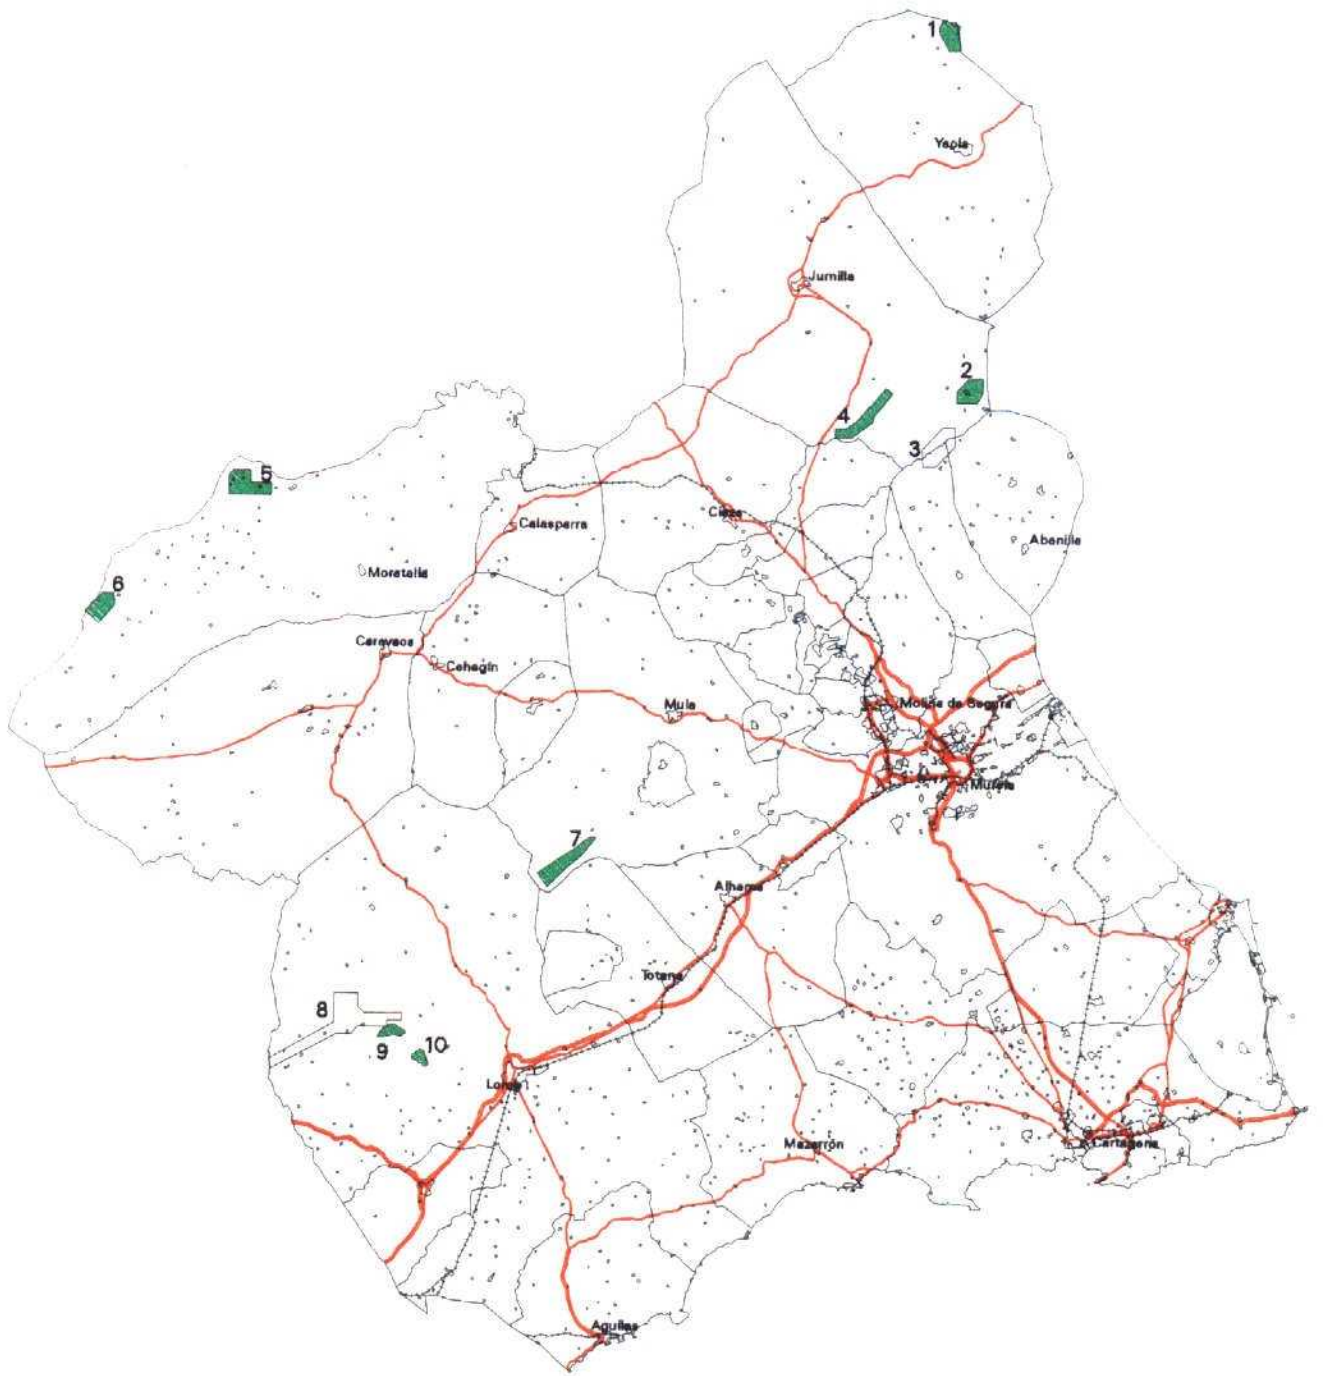 1
Yecla
Jumilla
2
4
3
5
Cieza
Calasparra
Abanilla
Moratalla
6
Caravaca
Cehegín
Mula
Molina de Segura
Murcia
7
Alhama
Totana
8
9
10
Lorca
Mazarrón
Cartagena
Aguilas